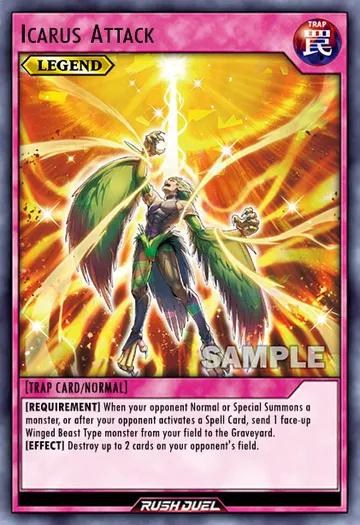 Icarus Attack
TRAP
罠
LEGEND
SAMPLE
[TRAP CARD/NORMAL]
[REQUIREMENT] When your opponent Normal or Special Summons
a monster, or after your opponent activates a Spell Card, send 1 face-up
Winged Beast Type monster from your field to the Graveyard.
[EFFECT] Destroy up to 2 cards on your opponent's field.
RUSH DUEL